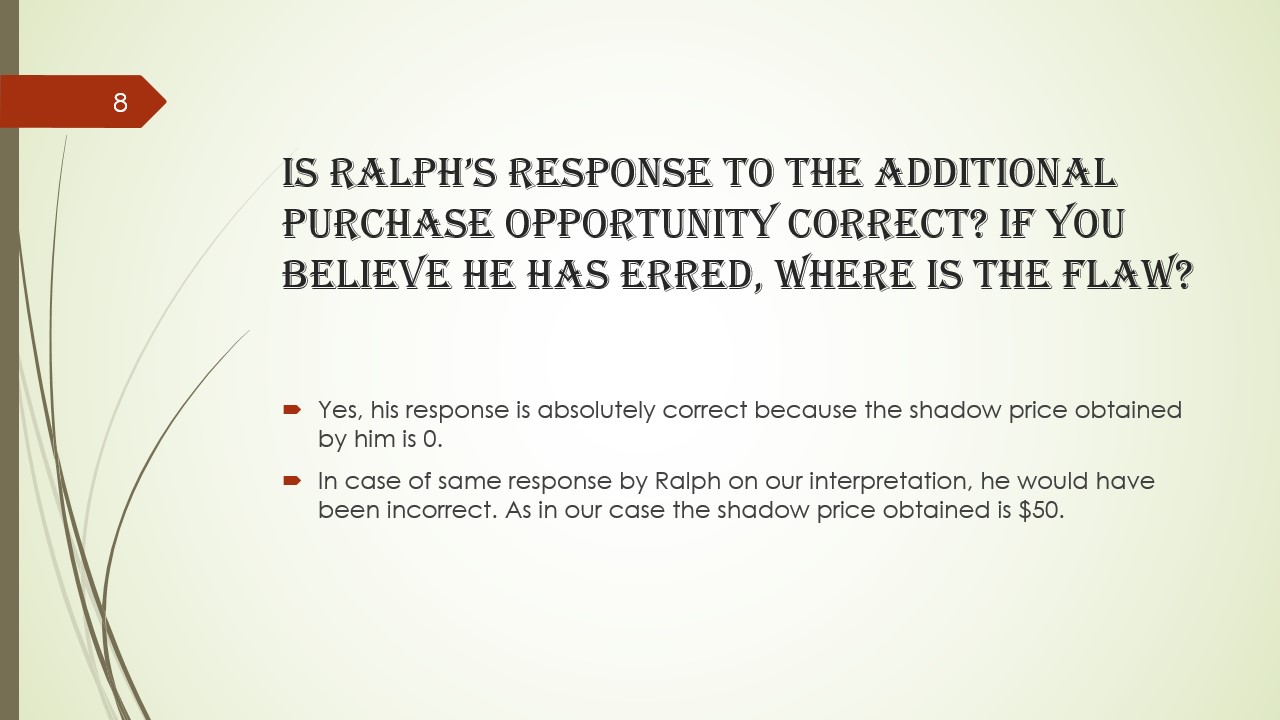 8
IS RALPH'S RESPONSE TO THE ADDITIONAL
PURCHASE OPPORTUNITY CORRECT? IF YOU
BELIEVE HE HAS ERRED, WHERE IS THE FLAW?
Yes, his response is absolutely correct because the shadow price obtained
by him is 0.
In case of same response by Ralph on our interpretation, he would have
been incorrect. As in our case the shadow price obtained is $50.